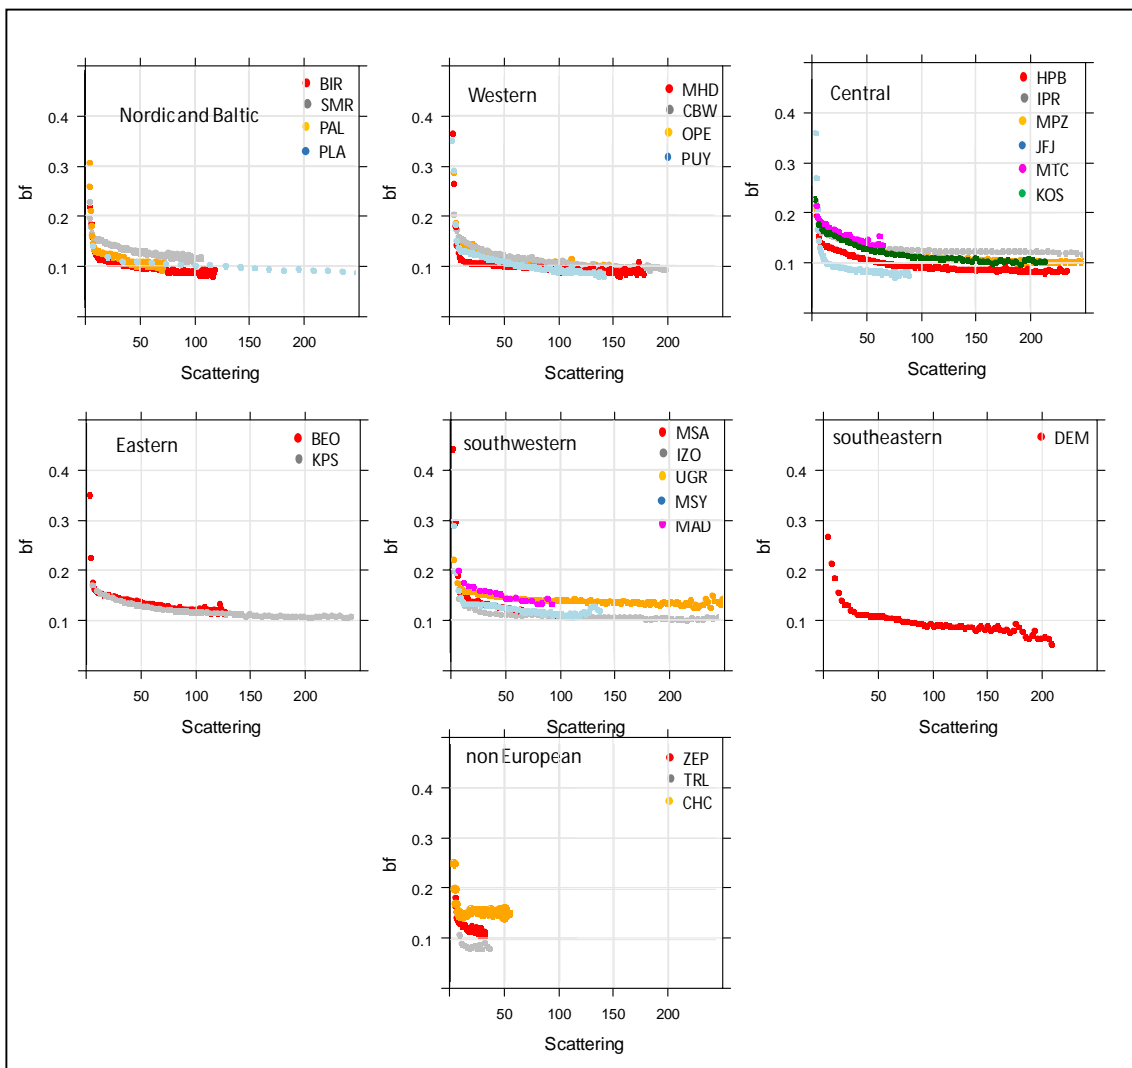 Nordic and Baltic
BIR
SMR
PAL
PLA
0.4
0.3
0.2
0.1
bf
50 100 150 200
Scattering
Western
MHD
CBW
OPE
PUY
0.4
0.3
0.2
0.1
bf
50 100 150 200
Scattering
Central
HPB
IPR
MPZ
JFJ
MTC
KOS
0.4
0.3
0.2
0.1
bf
50 100 150 200
Scattering
Eastern
BEO
KPS
0.4
0.3
0.2
0.1
bf
50 100 150 200
Scattering
southwestern
MSA
IZO
UGR
MSY
MAD
0.4
0.3
0.2
0.1
bf
50 100 150 200
Scattering
southeastern
DEM
0.4
0.3
0.2
0.1
bf
50 100 150 200
Scattering
non European
ZEP
TRL
CHC
0.4
0.3
0.2
0.1
bf
50 100 150 200
Scattering